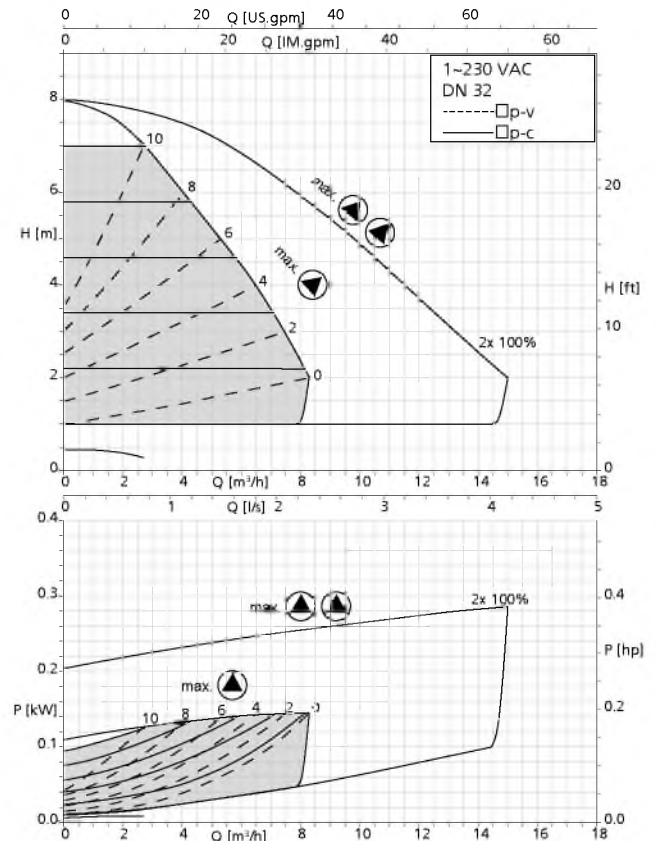 Q [US.gpm]
0 20 40 60
Q [IM.gpm]
0 20 40 60
1~230 VAC
DN 32
□p-v
□p-c
8
6
4
2
0
H [m]
20
10
0
H [ft]
10
8
6
4
2
0
max.
max.
2x 100%
0 2 4 6 8 10 12 14 16 18
Q [m³/h]
0 1 2 3 4 5
Q [l/s]
0.4
0.3
0.2
0.1
0.0
P [kW]
0.4
0.2
0.0
P [hp]
max.
max.
2x 100%
10 8 6 4 2 0
0 2 4 6 8 10 12 14 16 18
Q [m³/h]